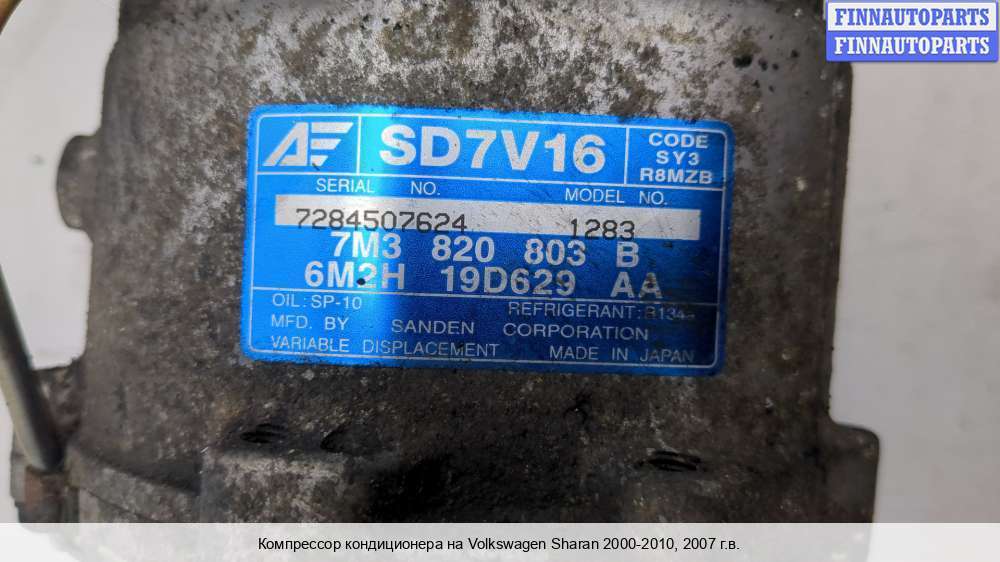 FINNAUTOPARTS
FINNAUTOPARTS
SD7V16
CODE
SY3
R8MZB
SERIAL NO.
MODEL NO.
7284507624 1283
7M3 820 803 B
6M2H 19D629 AA
OIL: SP-10
REFRIGERANT: R134a
MFD. BY SANDEN CORPORATION
VARIABLE DISPLACEMENT MADE IN JAPAN
Компрессор кондиционера на Volkswagen Sharan 2000-2010, 2007 г.в.